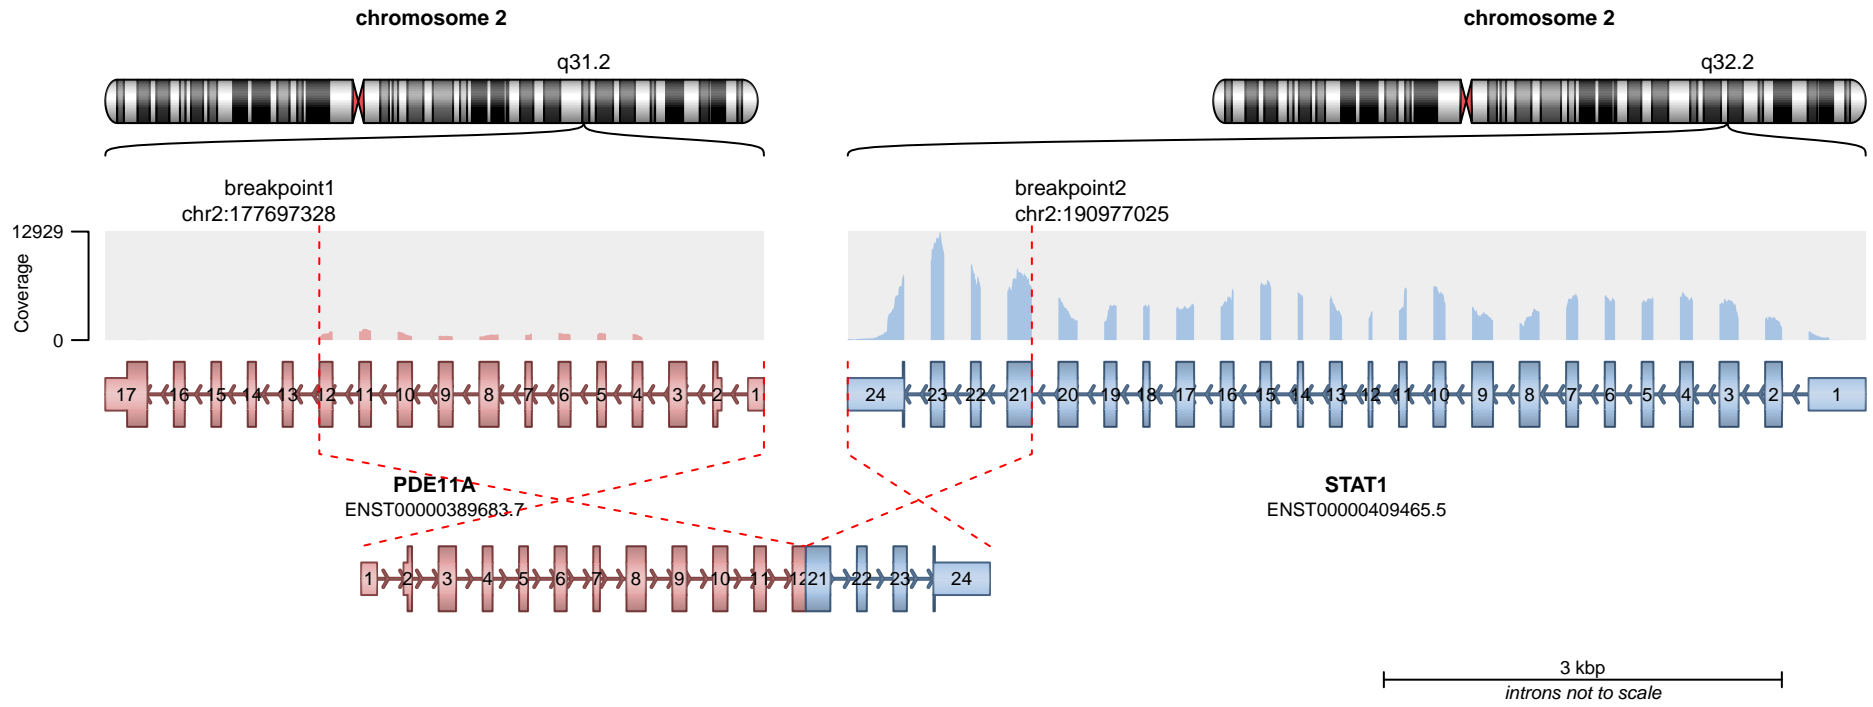 chromosome 2
chromosome 2
q31.2
q32.2
breakpoint1
chr2:177697328
breakpoint2
chr2:190977025
12929
Coverage
0
17 16 15 14 13 12 11 10 9 8 7 6 5 4 3 2 1
24 23 22 21 20 19 18 17 16 15 14 13 12 11 10 9 8 7 6 5 4 3 2 1
PDE11A
ENST00000389683.7
STAT1
ENST00000409465.5
1 2 3 4 5 6 7 8 9 10 11 12 21 22 23 24
3 kbp
introns not to scale